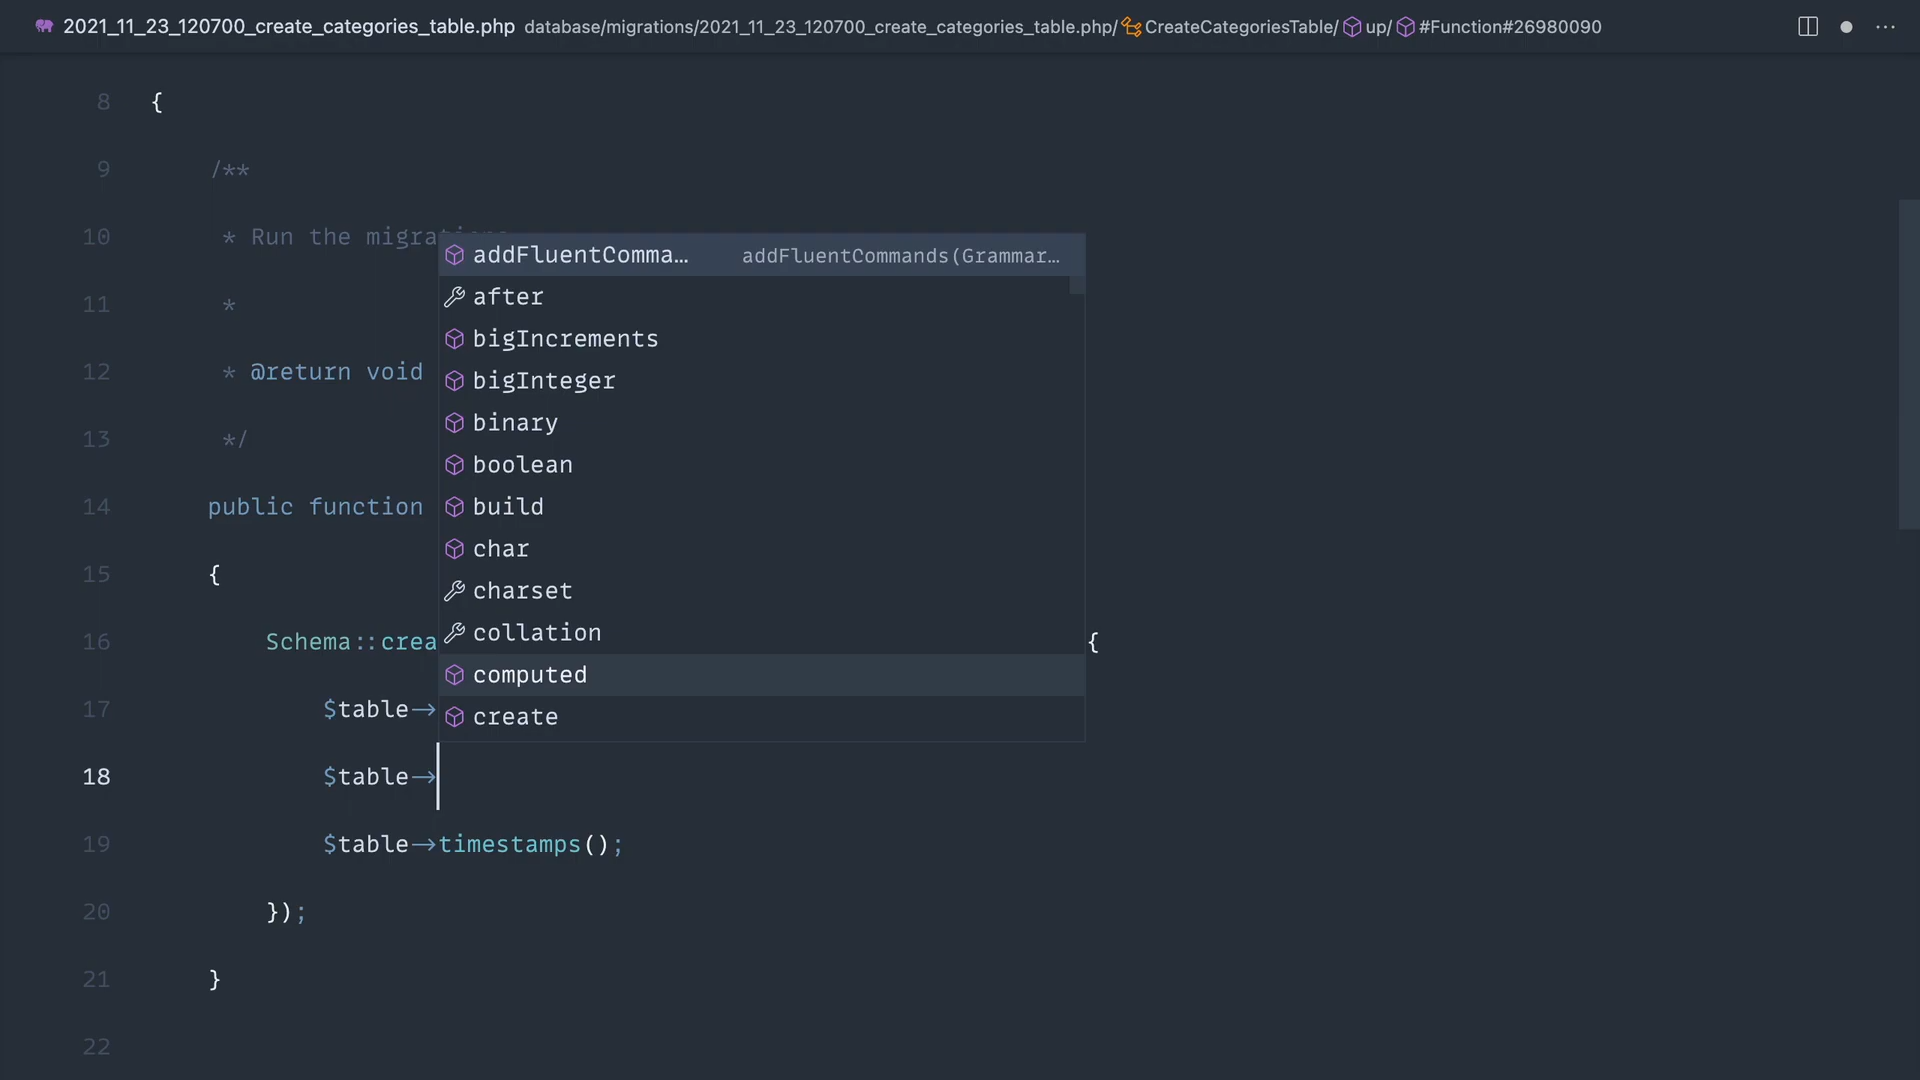 2021_11_23_120700_create_categories_table.php database/migrations/2021_11_23_120700_create_categories_table.php/ CreateCategoriesTable/ up/ #Function#26980090
8 {
9 /**
10 * Run the migrations
addFluentComma… addFluentCommands(Grammar…
after
11 *
bigIncrements
12 * @return void
bigInteger
binary
13 */
boolean
14 public function
build
char
15 {
charset
16 Schema::crea {
collation
computed
17 $table->
create
18 $table->
19 $table->timestamps();
20 });
21 }
22